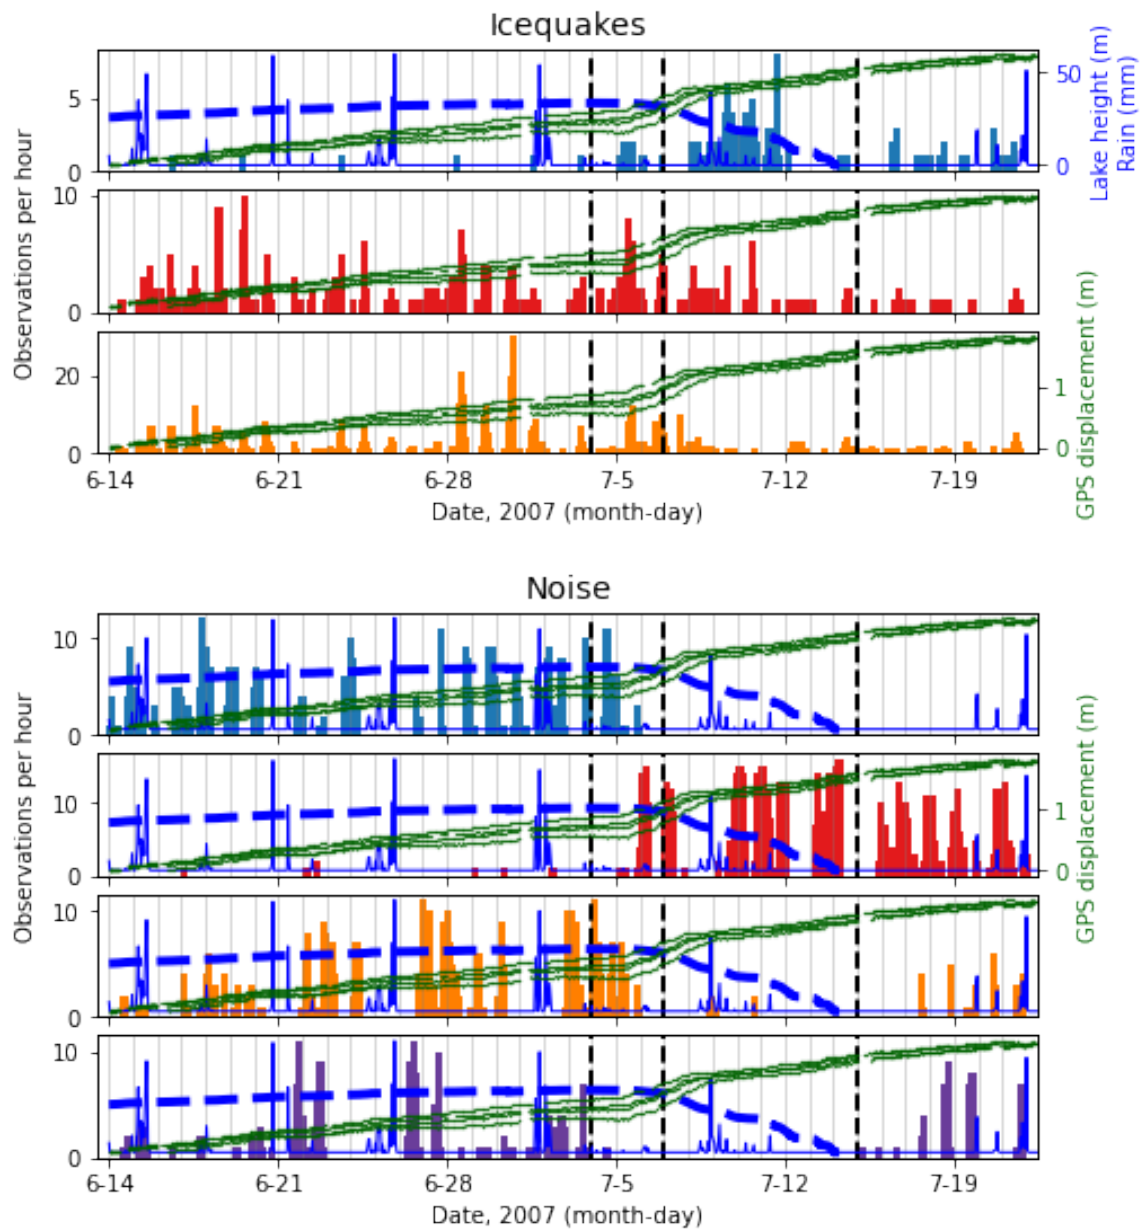 Icequakes
5
0
50
0
Lake height (m)
Rain (mm)
10
0
Observations per hour
20
0
1
0
GPS displacement (m)
6-14 6-21 6-28 7-5 7-12 7-19
Date, 2007 (month-day)
Noise
10
0
10
0
1
0
Observations per hour
GPS displacement (m)
10
0
10
0
6-14 6-21 6-28 7-5 7-12 7-19
Date, 2007 (month-day)